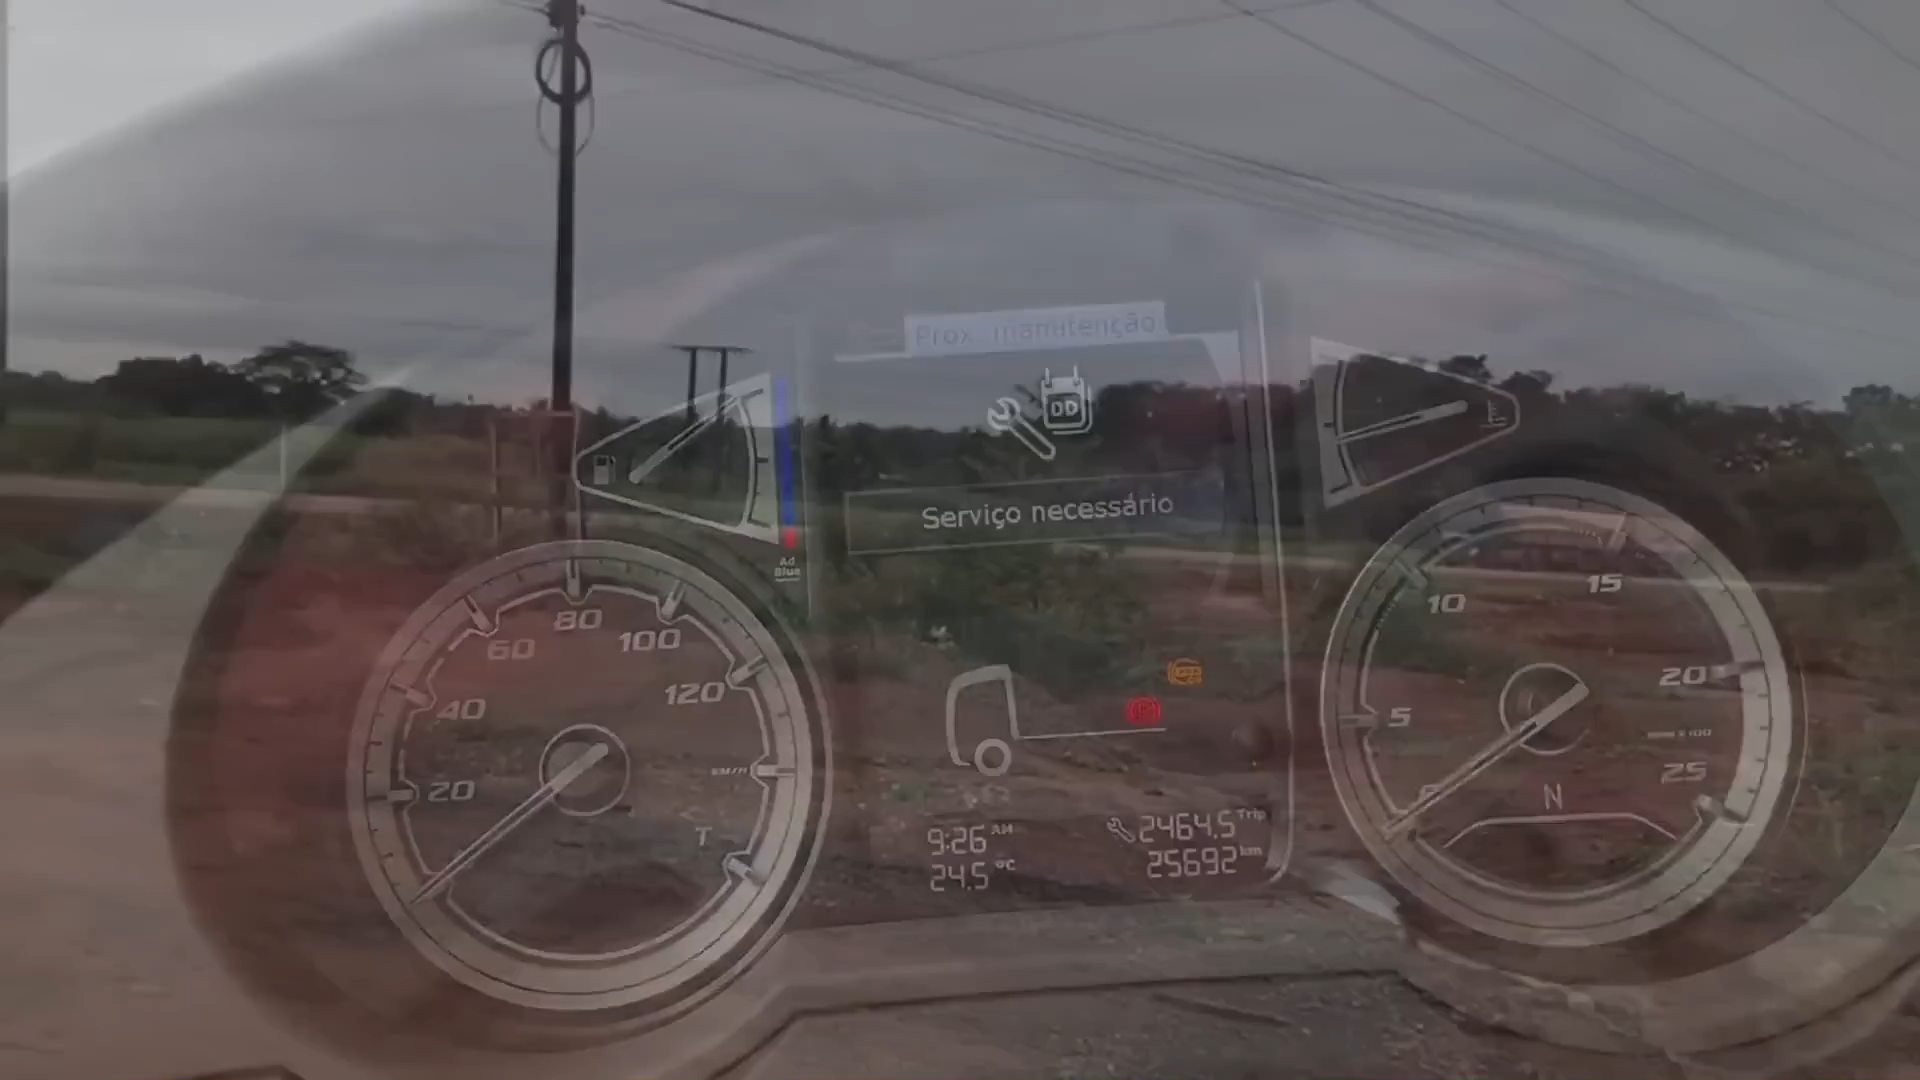 Prox. manutenção
DD
Serviço necessário
Ad
Blue
20
40
60
80
100
120
KM/H
T
9:26 AM
24.5 °C
2464.5 Trip
25692 km
5
10
15
20
25
N